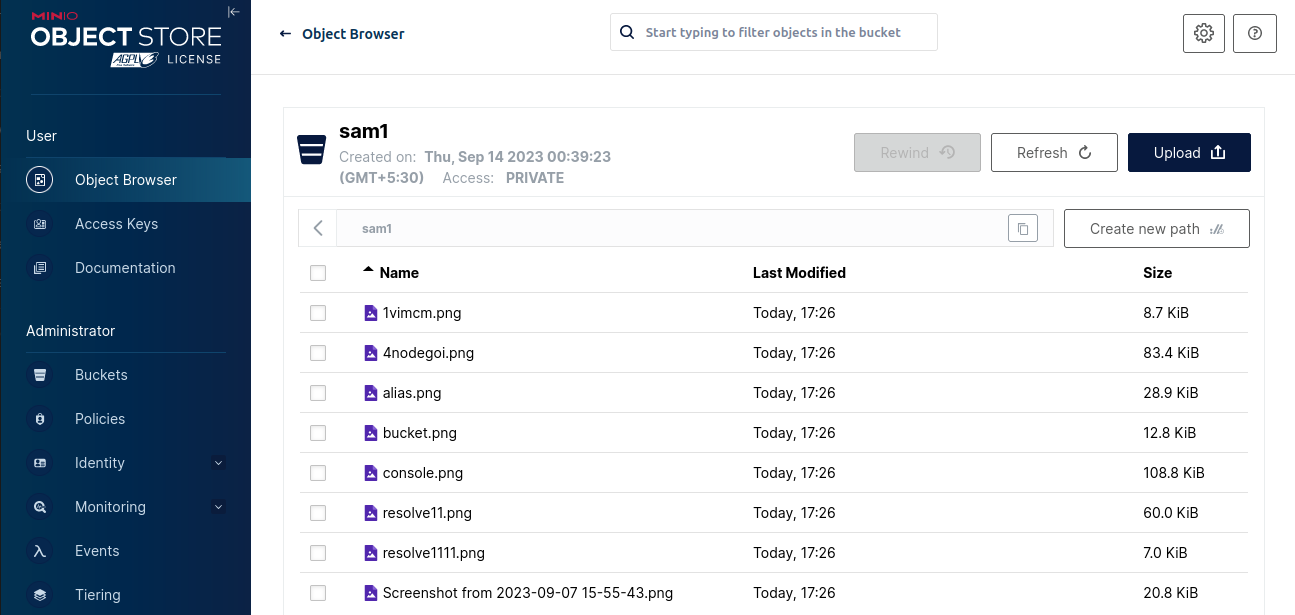 MINIO
OBJECT STORE
AGPLv3 LICENSE
← Object Browser
Start typing to filter objects in the bucket
User
Object Browser
Access Keys
Documentation
Administrator
Buckets
Policies
Identity
Monitoring
Events
Tiering
sam1
Created on: Thu, Sep 14 2023 00:39:23
(GMT+5:30) Access: PRIVATE
Rewind
Refresh
Upload
sam1
Create new path
Name Last Modified Size
1vimcm.png Today, 17:26 8.7 KiB
4nodegoi.png Today, 17:26 83.4 KiB
alias.png Today, 17:26 28.9 KiB
bucket.png Today, 17:26 12.8 KiB
console.png Today, 17:26 108.8 KiB
resolve11.png Today, 17:26 60.0 KiB
resolve1111.png Today, 17:26 7.0 KiB
Screenshot from 2023-09-07 15-55-43.png Today, 17:26 20.8 KiB